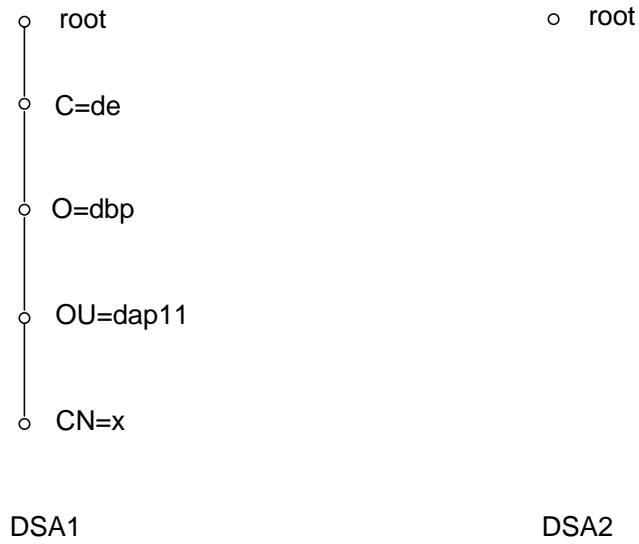 root
root
C=de
O=dbp
OU=dap11
CN=x
DSA1
DSA2